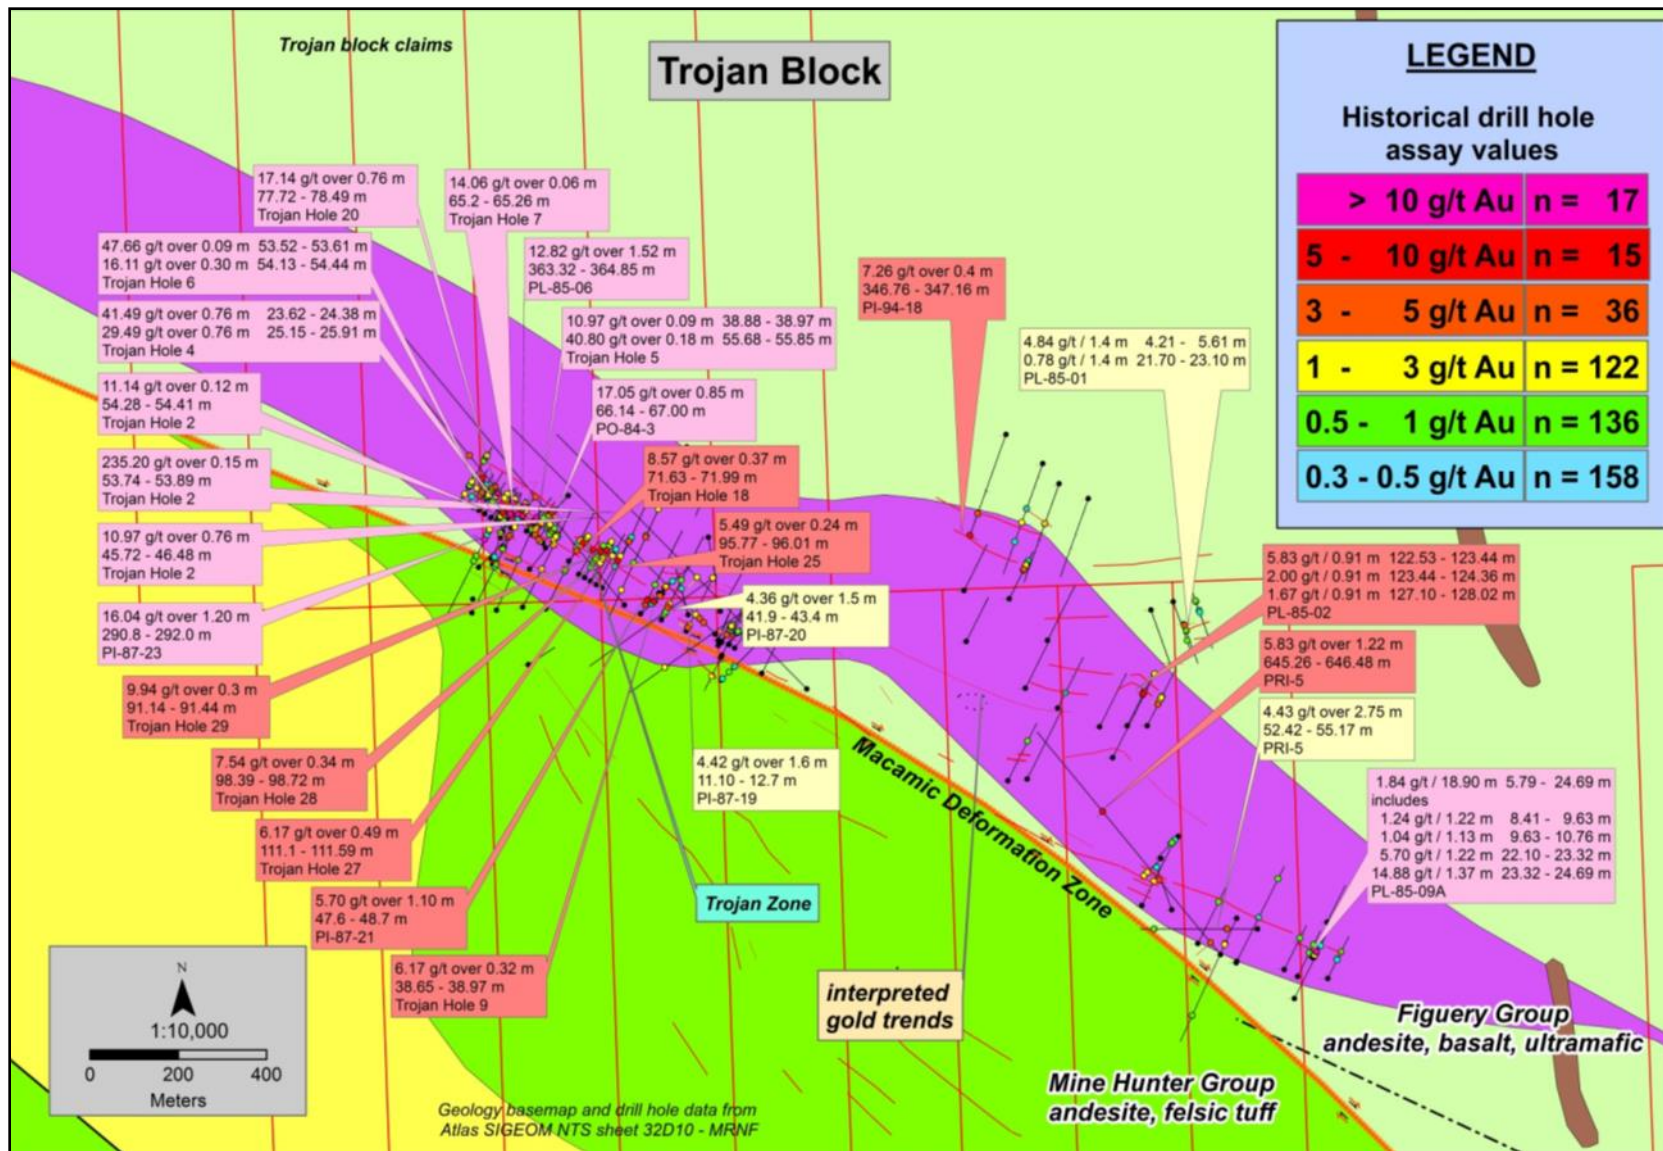 Trojan block claims
Trojan Block
LEGEND
Historical drill hole
assay values
> 10 g/t Au n = 17
5 - 10 g/t Au n = 15
3 - 5 g/t Au n = 36
1 - 3 g/t Au n = 122
0.5 - 1 g/t Au n = 136
0.3 - 0.5 g/t Au n = 158
17.14 g/t over 0.76 m
77.72 - 78.49 m
Trojan Hole 20
14.06 g/t over 0.06 m
65.2 - 65.26 m
Trojan Hole 7
47.66 g/t over 0.09 m 53.52 - 53.61 m
16.11 g/t over 0.30 m 54.13 - 54.44 m
Trojan Hole 6
12.82 g/t over 1.52 m
363.32 - 364.85 m
PL-85-06
41.49 g/t over 0.76 m 23.62 - 24.38 m
29.49 g/t over 0.76 m 25.15 - 25.91 m
Trojan Hole 4
10.97 g/t over 0.09 m 38.88 - 38.97 m
40.80 g/t over 0.18 m 55.68 - 55.85 m
Trojan Hole 5
7.26 g/t over 0.4 m
346.76 - 347.16 m
PI-94-18
4.84 g/t / 1.4 m 4.21 - 5.61 m
0.78 g/t / 1.4 m 21.70 - 23.10 m
PL-85-01
11.14 g/t over 0.12 m
54.28 - 54.41 m
Trojan Hole 2
17.05 g/t over 0.85 m
66.14 - 67.00 m
PO-84-3
235.20 g/t over 0.15 m
53.74 - 53.89 m
Trojan Hole 2
8.57 g/t over 0.37 m
71.63 - 71.99 m
Trojan Hole 18
10.97 g/t over 0.76 m
45.72 - 46.48 m
Trojan Hole 2
5.49 g/t over 0.24 m
95.77 - 96.01 m
Trojan Hole 25
5.83 g/t / 0.91 m 122.53 - 123.44 m
2.00 g/t / 0.91 m 123.44 - 124.36 m
1.67 g/t / 0.91 m 127.10 - 128.02 m
PL-85-02
16.04 g/t over 1.20 m
290.8 - 292.0 m
PI-87-23
4.36 g/t over 1.5 m
41.9 - 43.4 m
PI-87-20
5.83 g/t over 1.22 m
645.26 - 646.48 m
PRI-5
9.94 g/t over 0.3 m
91.14 - 91.44 m
Trojan Hole 29
4.43 g/t over 2.75 m
52.42 - 55.17 m
PRI-5
7.54 g/t over 0.34 m
98.39 - 98.72 m
Trojan Hole 28
4.42 g/t over 1.6 m
11.10 - 12.7 m
PI-87-19
Macamic Deformation Zone
1.84 g/t / 18.90 m 5.79 - 24.69 m
includes
1.24 g/t / 1.22 m 8.41 - 9.63 m
1.04 g/t / 1.13 m 9.63 - 10.76 m
5.70 g/t / 1.22 m 22.10 - 23.32 m
14.88 g/t / 1.37 m 23.32 - 24.69 m
PL-85-09A
6.17 g/t over 0.49 m
111.1 - 111.59 m
Trojan Hole 27
5.70 g/t over 1.10 m
47.6 - 48.7 m
PI-87-21
Trojan Zone
6.17 g/t over 0.32 m
38.65 - 38.97 m
Trojan Hole 9
interpreted
gold trends
Figuery Group
andesite, basalt, ultramafic
Mine Hunter Group
andesite, felsic tuff
N
1:10,000
0 200 400
Meters
Geology basemap and drill hole data from
Atlas SIGEOM NTS sheet 32D10 - MRNF